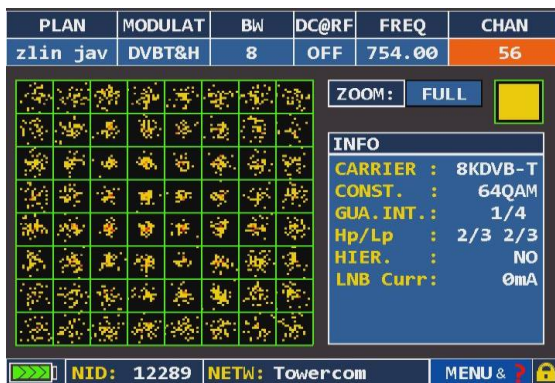 PLAN MODULAT BW DC@RF FREQ CHAN
zlin jav DVBT&H 8 OFF 754.00 56
ZOOM: FULL
INFO
CARRIER : 8KDVB-T
CONST. : 64QAM
GUA.INT.: 1/4
Hp/Lp : 2/3 2/3
HIER. : NO
LNB Curr: 0mA
NID: 12289 NETW: Towercom MENU & ?